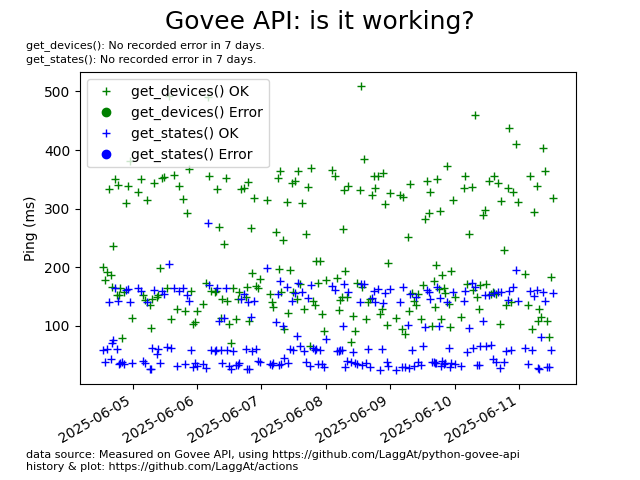 Govee API: is it working?
get_devices(): No recorded error in 7 days.
get_states(): No recorded error in 7 days.
get_devices() OK
get_devices() Error
get_states() OK
get_states() Error
500
400
300
200
100
Ping (ms)
2025-06-05
2025-06-06
2025-06-07
2025-06-08
2025-06-09
2025-06-10
2025-06-11
data source: Measured on Govee API, using https://github.com/LaggAt/python-govee-api
history & plot: https://github.com/LaggAt/actions